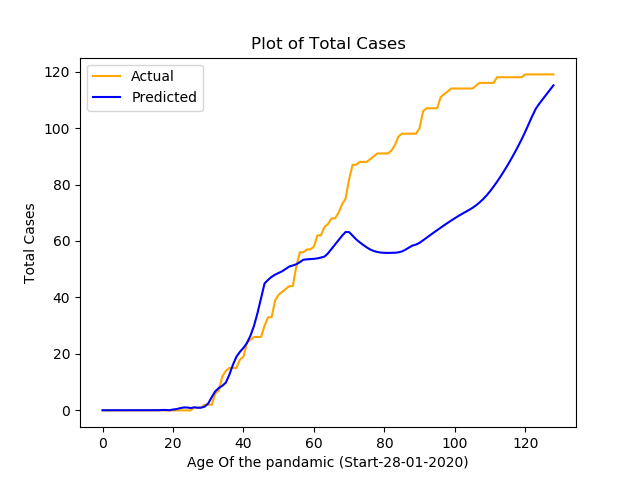 Plot of Total Cases
Actual
Predicted
120
100
80
60
40
20
0
Total Cases
0 20 40 60 80 100 120
Age Of the pandamic (Start-28-01-2020)